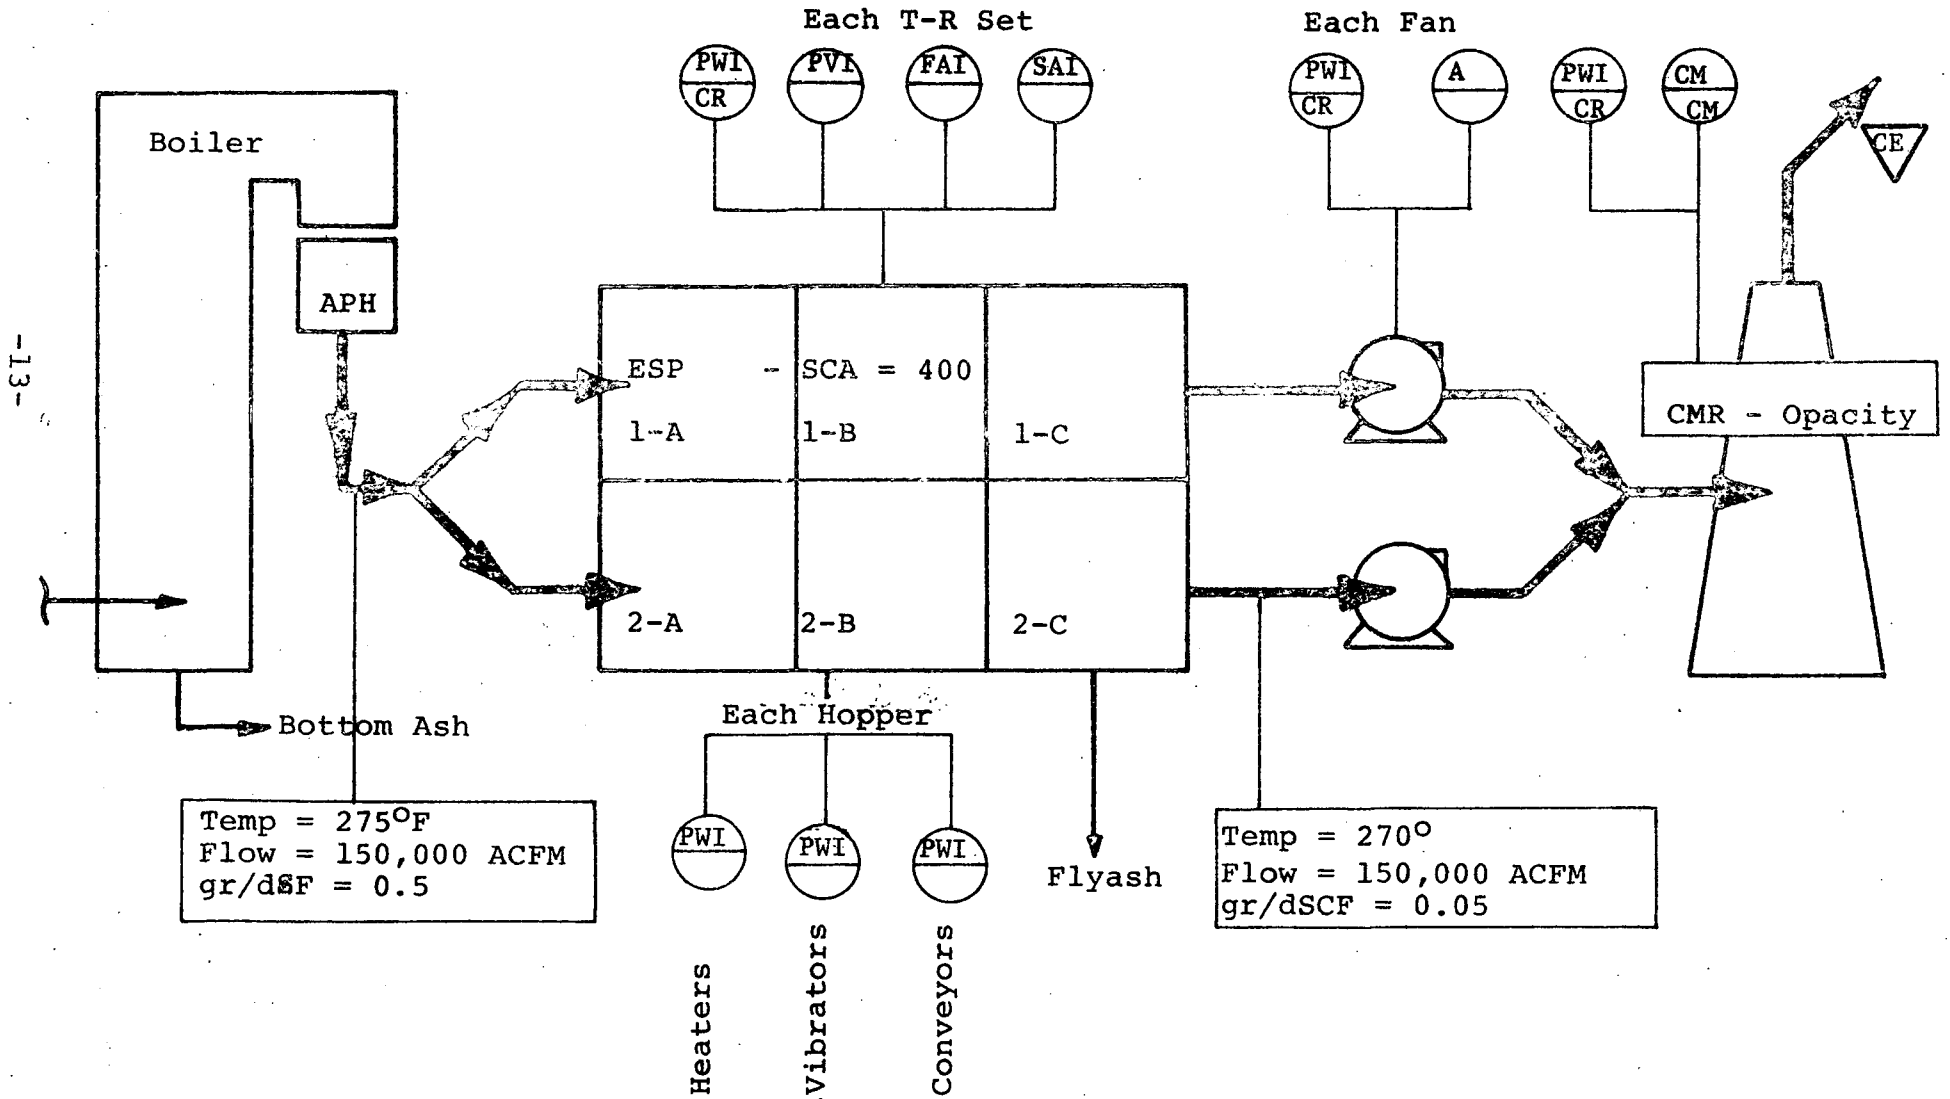 Each T-R Set
Each Fan
PWI
CR
PVI
FAI
SAI
PWI
CR
A
PWI
CR
CM
CM
CE
Boiler
APH
-13-
ESP - SCA = 400
1-A
1-B
1-C
CMR - Opacity
2-A
2-B
2-C
Bottom Ash
Each Hopper
Temp = 275°F
Flow = 150,000 ACFM
gr/dSF = 0.5
PWI
PWI
PWI
Flyash
Temp = 270°
Flow = 150,000 ACFM
gr/dSCF = 0.05
Heaters
Vibrators
Conveyors